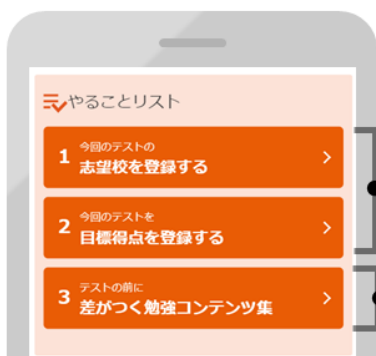 やることリスト
1 今回のテストの
志望校を登録する
2 今回のテストを
目標得点を登録する
3 テストの前に
差がつく勉強コンテンツ集